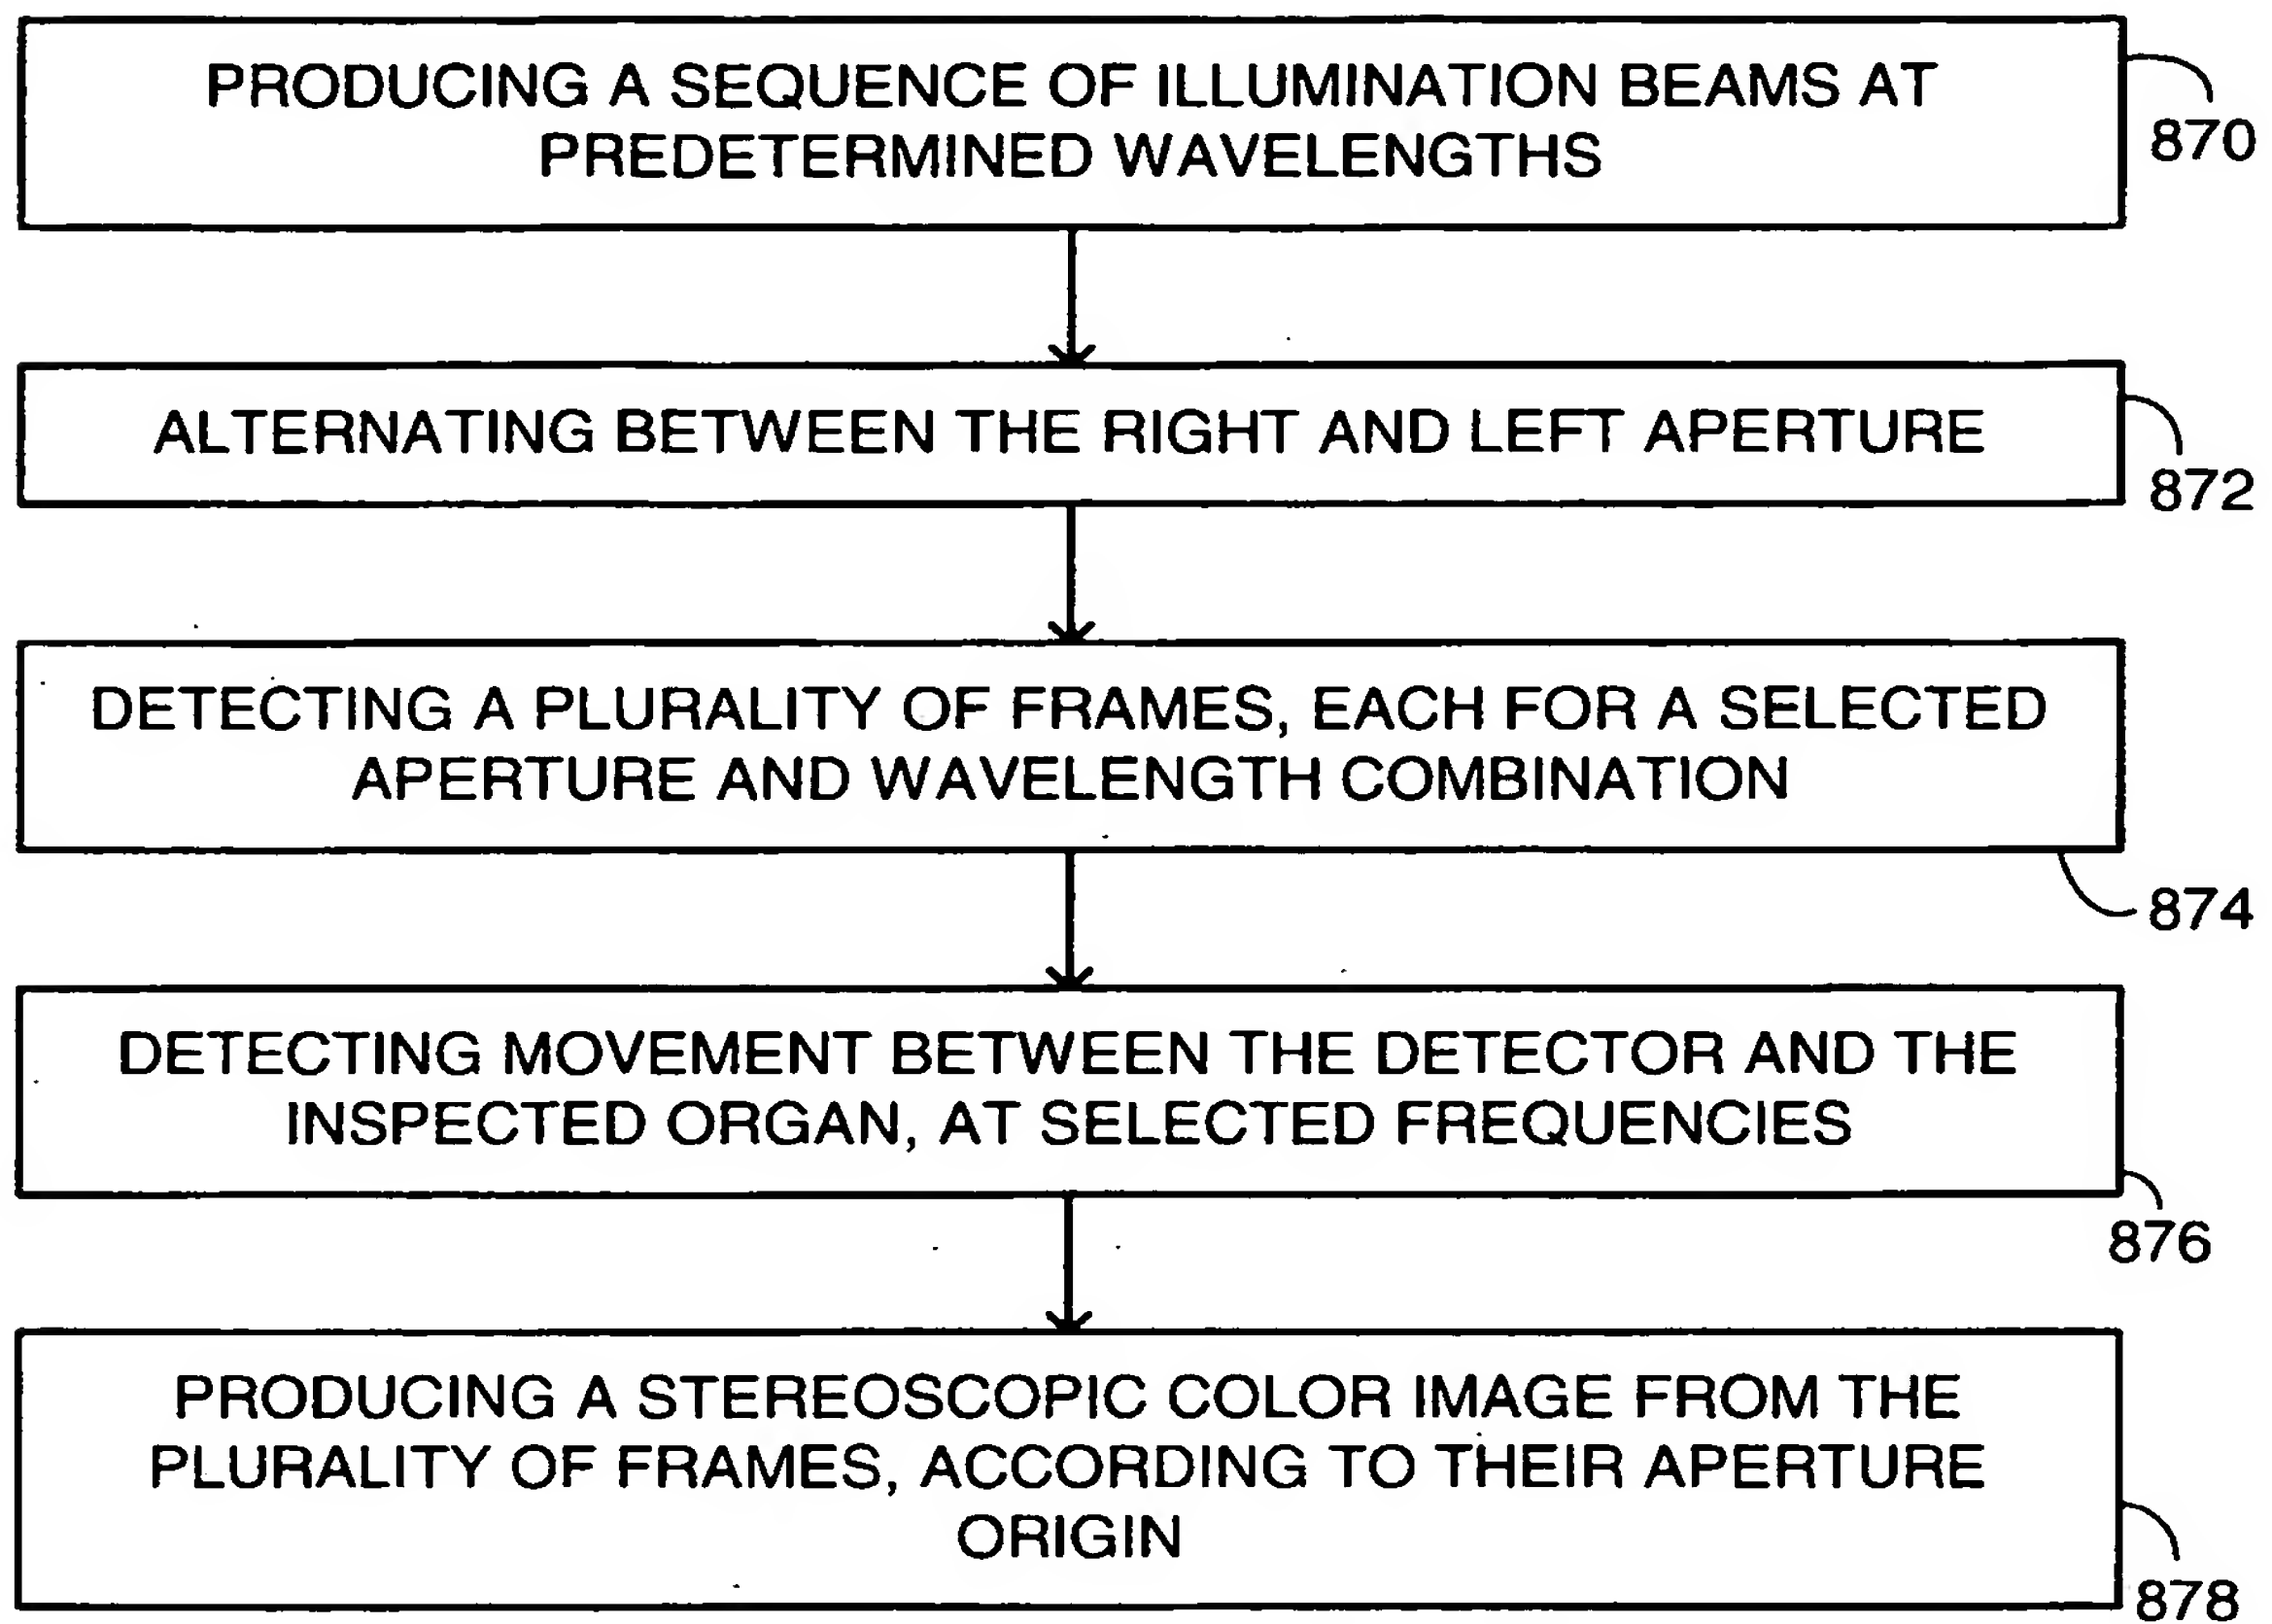 PRODUCING A SEQUENCE OF ILLUMINATION BEAMS AT
PREDETERMINED WAVELENGTHS
870
ALTERNATING BETWEEN THE RIGHT AND LEFT APERTURE
872
DETECTING A PLURALITY OF FRAMES, EACH FOR A SELECTED
APERTURE AND WAVELENGTH COMBINATION
874
DETECTING MOVEMENT BETWEEN THE DETECTOR AND THE
INSPECTED ORGAN, AT SELECTED FREQUENCIES
876
PRODUCING A STEREOSCOPIC COLOR IMAGE FROM THE
PLURALITY OF FRAMES, ACCORDING TO THEIR APERTURE
ORIGIN
878